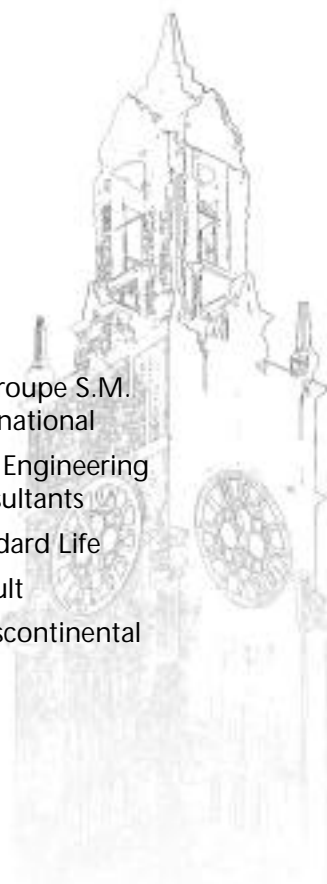 roupe S.M.
national
Engineering
sultants
dard Life
ult
scontinental